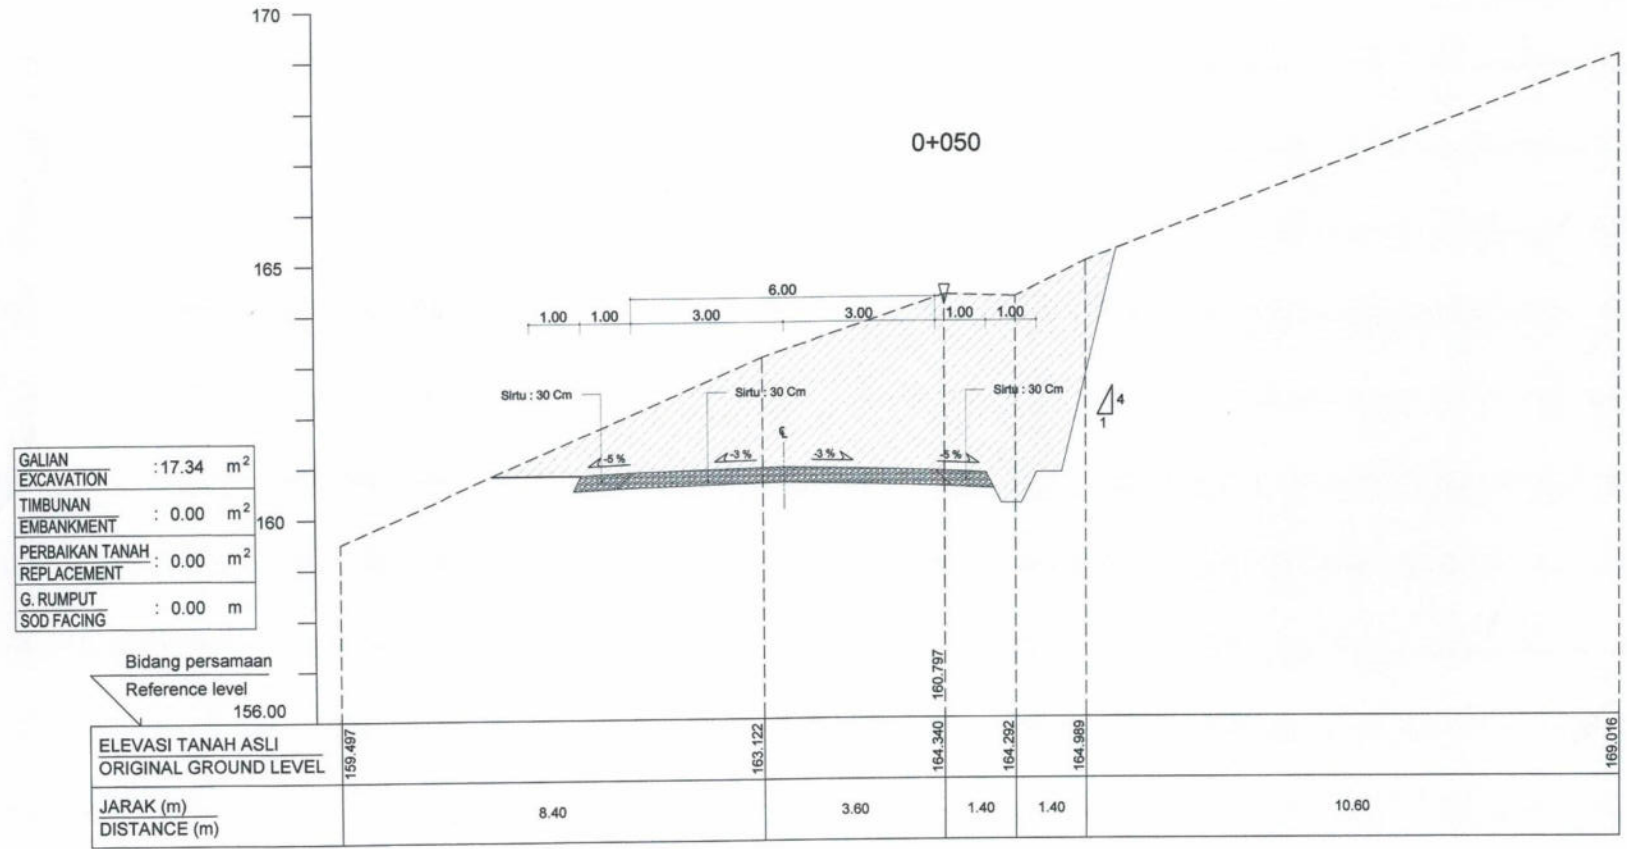 170
0+050
165
6.00
1.00 1.00 3.00 3.00 1.00 1.00
Sirtu : 30 Cm Sirtu : 30 Cm Sirtu : 30 Cm
4
1
℄
-5 % -3 % -3 % -5 %
GALIAN
EXCAVATION : 17.34 m²
TIMBUNAN
EMBANKMENT : 0.00 m²
160
PERBAIKAN TANAH
REPLACEMENT : 0.00 m²
G. RUMPUT
SOD FACING : 0.00 m
Bidang persamaan
Reference level
156.00
160.797
ELEVASI TANAH ASLI
ORIGINAL GROUND LEVEL
159.497 163.122 164.340 164.292 164.989 169.016
JARAK (m)
DISTANCE (m)
8.40 3.60 1.40 1.40 10.60